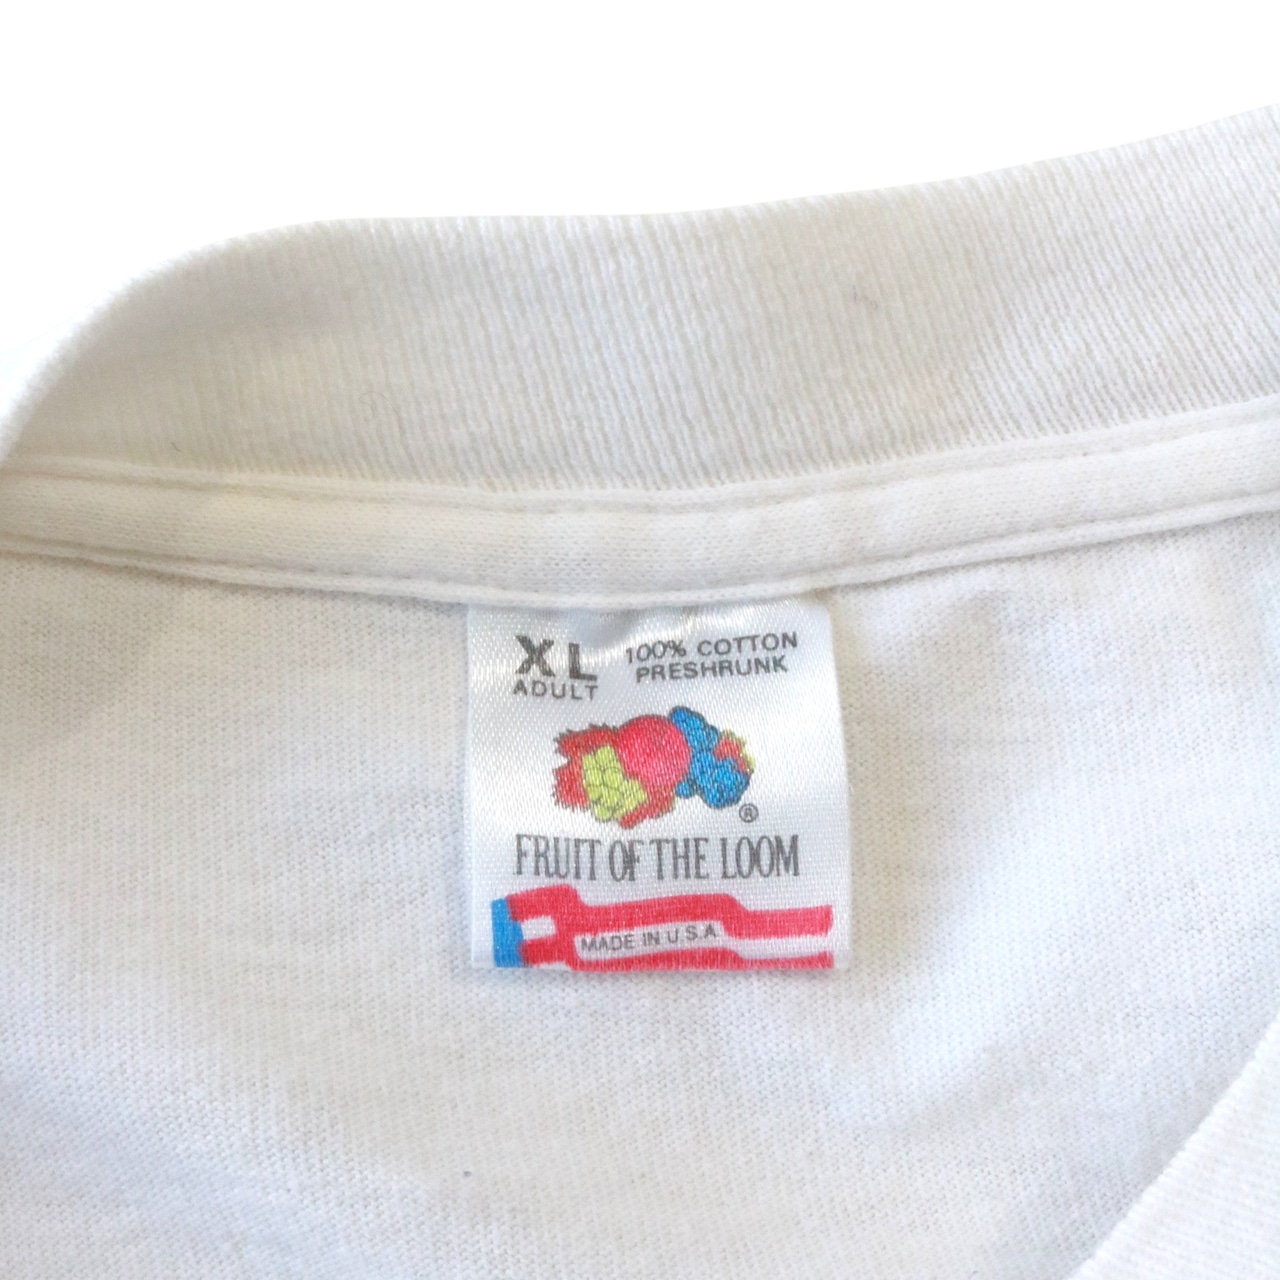 XL
ADULT
100% COTTON
PRESHRUNK
®
FRUIT OF THE LOOM
MADE IN U.S.A.